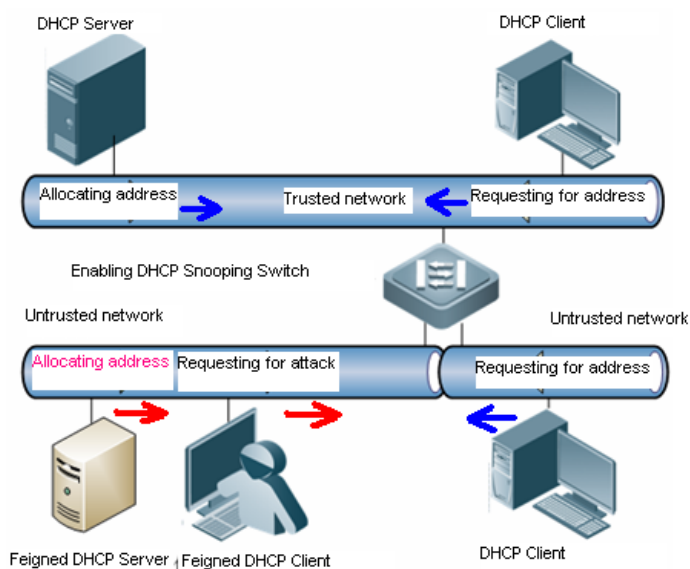 DHCP Server
DHCP Client
Allocating address
Trusted network
Requesting for address
Enabling DHCP Snooping Switch
Untrusted network
Untrusted network
Allocating address
Requesting for attack
Requesting for address
Feigned DHCP Server
Feigned DHCP Client
DHCP Client